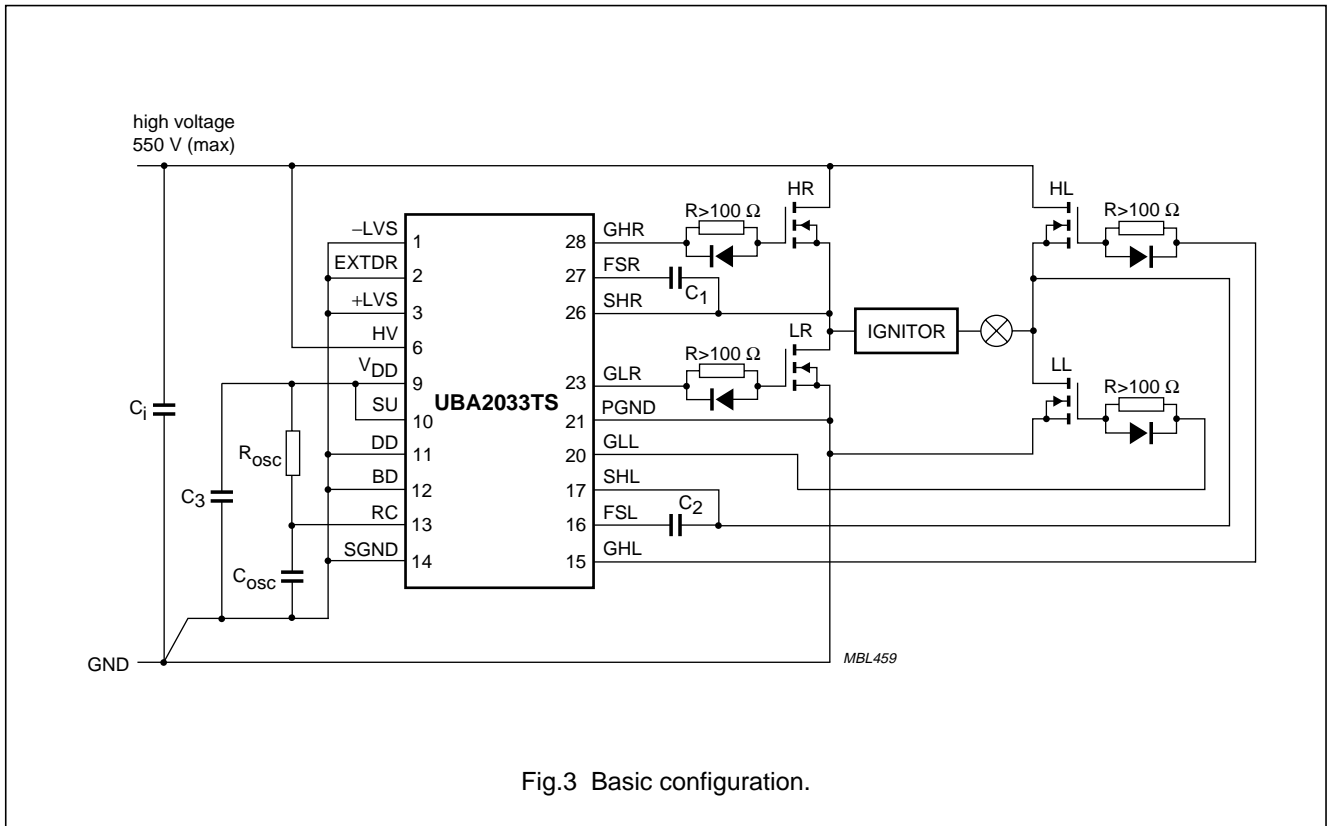 high voltage
550 V (max)
HR
HL
R>100 Ω
R>100 Ω
−LVS
1
28
GHR
EXTDR
2
27
FSR
C1
+LVS
3
26
SHR
HV
6
IGNITOR
LR
LL
R>100 Ω
R>100 Ω
VDD
9
23
GLR
UBA2033TS
SU
10
21
PGND
Ci
Rosc
DD
11
20
GLL
C3
BD
12
17
SHL
C2
RC
13
16
FSL
Cosc
SGND
14
15
GHL
GND
MBL459
Fig.3 Basic configuration.